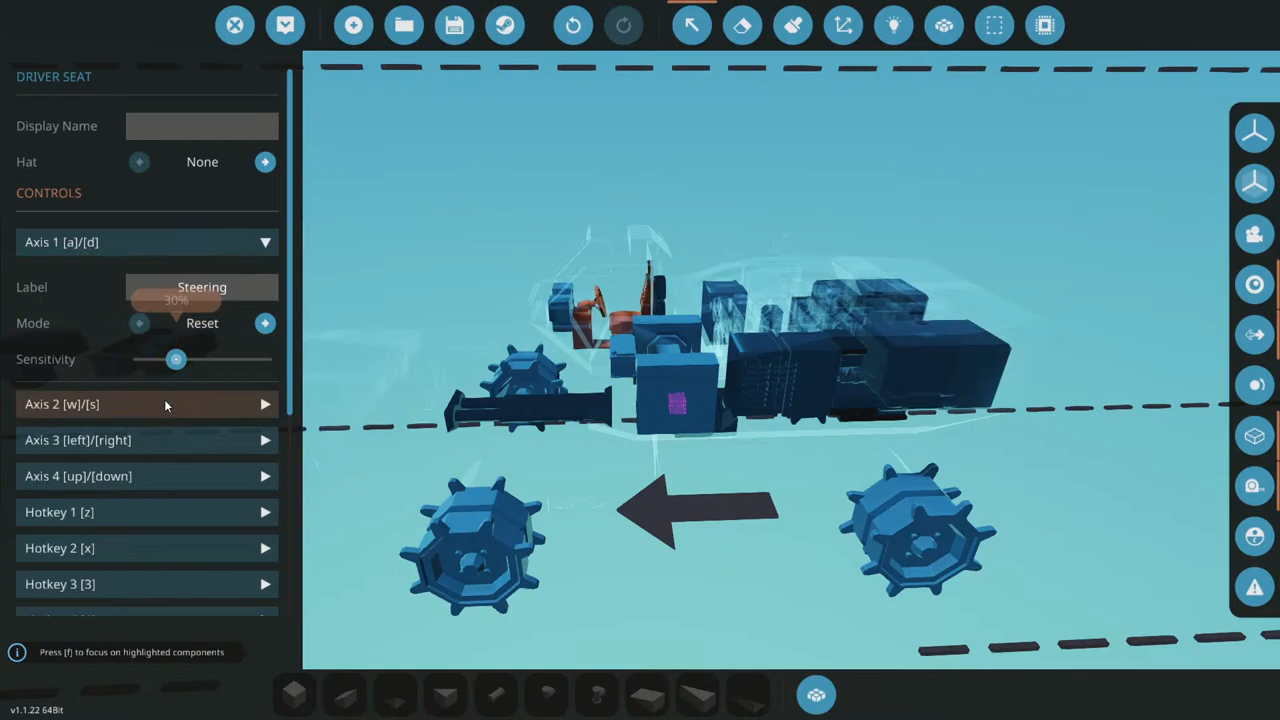 DRIVER SEAT
Display Name
Hat None
CONTROLS
Axis 1 [a]/[d]
Label Steering
30%
Mode Reset
Sensitivity
Axis 2 [w]/[s]
Axis 3 [left]/[right]
Axis 4 [up]/[down]
Hotkey 1 [z]
Hotkey 2 [x]
Hotkey 3 [3]
Press [f] to focus on highlighted components
v1.1.22 64Bit